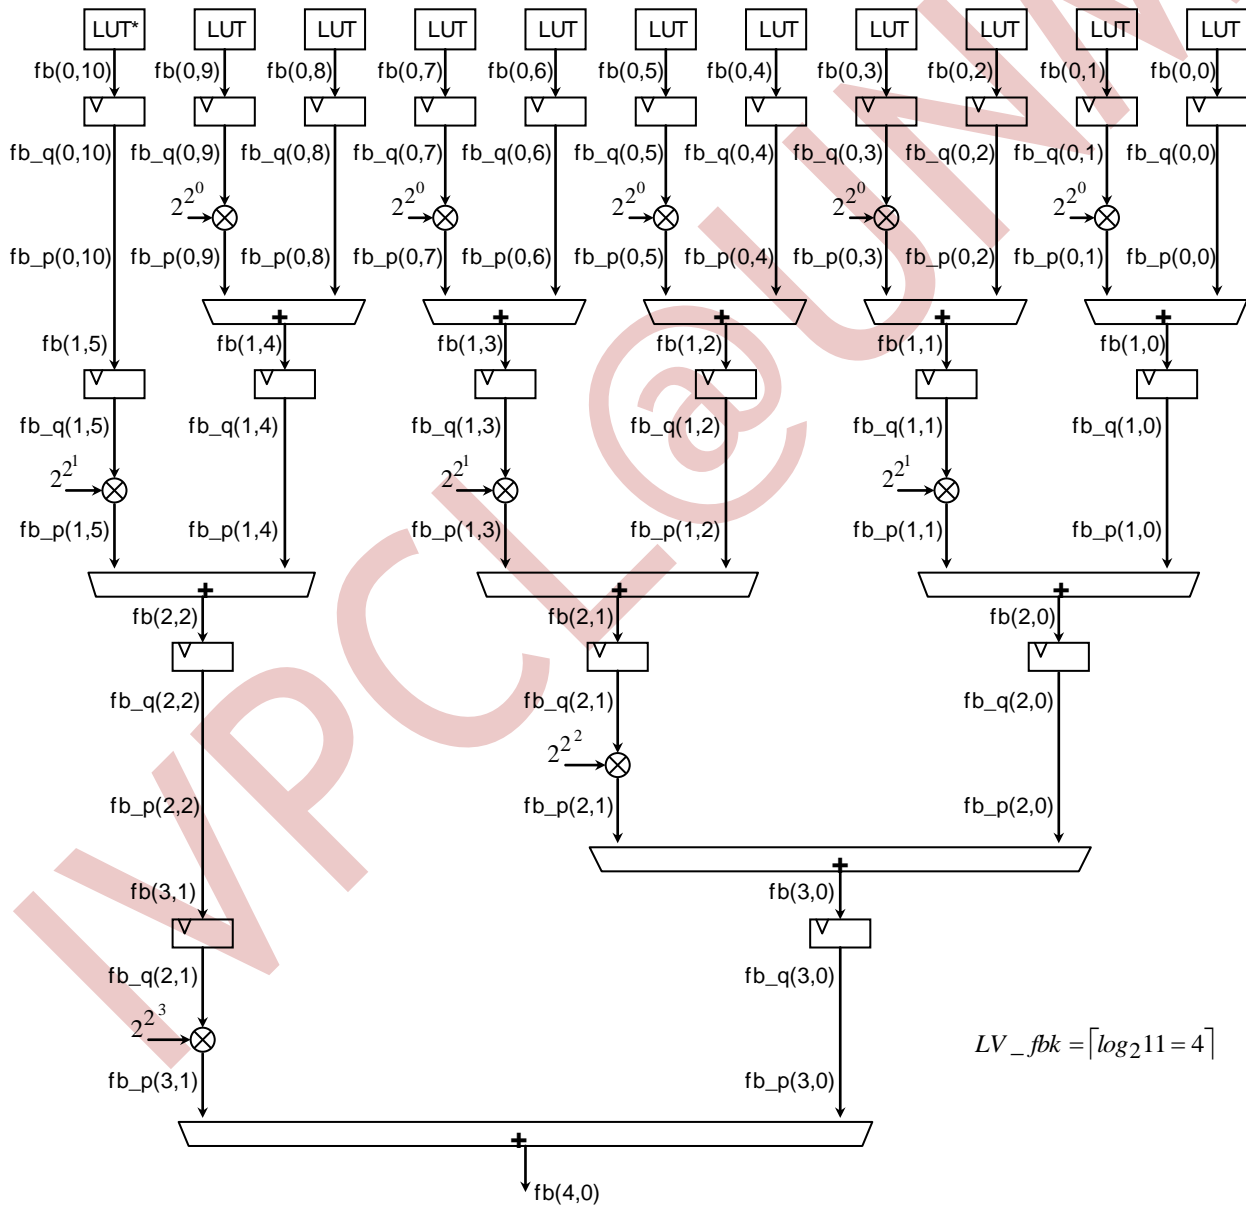 LUT* LUT LUT LUT LUT LUT LUT LUT LUT LUT LUT
fb(0,10) fb(0,9) fb(0,8) fb(0,7) fb(0,6) fb(0,5) fb(0,4) fb(0,3) fb(0,2) fb(0,1) fb(0,0)
fb_q(0,10) fb_q(0,9) fb_q(0,8) fb_q(0,7) fb_q(0,6) fb_q(0,5) fb_q(0,4) fb_q(0,3) fb_q(0,2) fb_q(0,1) fb_q(0,0)
2^{2^0} 2^{2^0} 2^{2^0} 2^{2^0} 2^{2^0}
fb_p(0,10) fb_p(0,9) fb_p(0,8) fb_p(0,7) fb_p(0,6) fb_p(0,5) fb_p(0,4) fb_p(0,3) fb_p(0,2) fb_p(0,1) fb_p(0,0)
+ + + + +
fb(1,5) fb(1,4) fb(1,3) fb(1,2) fb(1,1) fb(1,0)
fb_q(1,5) fb_q(1,4) fb_q(1,3) fb_q(1,2) fb_q(1,1) fb_q(1,0)
2^{2^1} 2^{2^1} 2^{2^1}
fb_p(1,5) fb_p(1,4) fb_p(1,3) fb_p(1,2) fb_p(1,1) fb_p(1,0)
+ + +
fb(2,2) fb(2,1) fb(2,0)
fb_q(2,2) fb_q(2,1) fb_q(2,0)
2^{2^2}
fb_p(2,2) fb_p(2,1) fb_p(2,0)
+
fb(3,1) fb(3,0)
fb_q(2,1) fb_q(3,0)
2^{2^3}
LV_fbk = ⌈log₂11 = 4⌉
fb_p(3,1) fb_p(3,0)
+
fb(4,0)
IVPCL@UNM